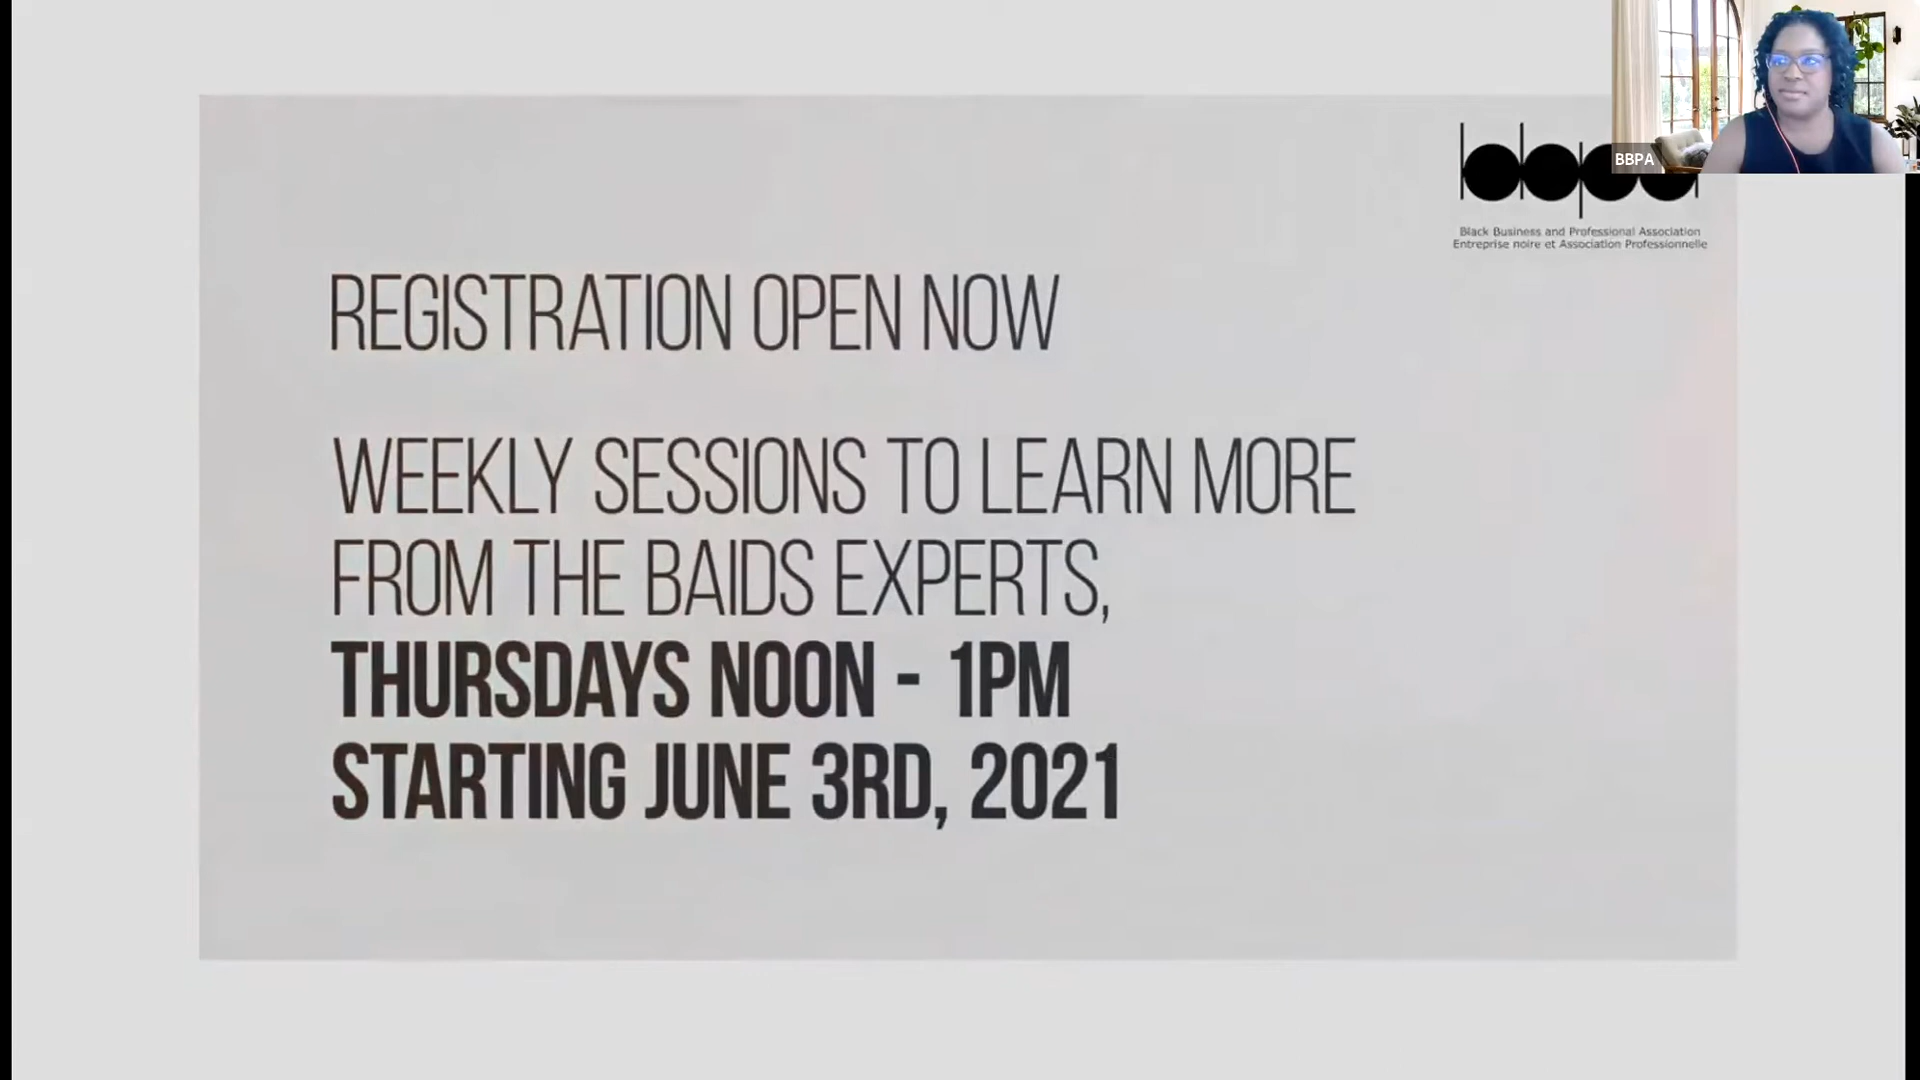 BBPA
bbpa
Black Business and Professional Association
Entreprise noire et Association Professionnelle
REGISTRATION OPEN NOW
WEEKLY SESSIONS TO LEARN MORE
FROM THE BAIDS EXPERTS,
THURSDAYS NOON - 1PM
STARTING JUNE 3RD, 2021